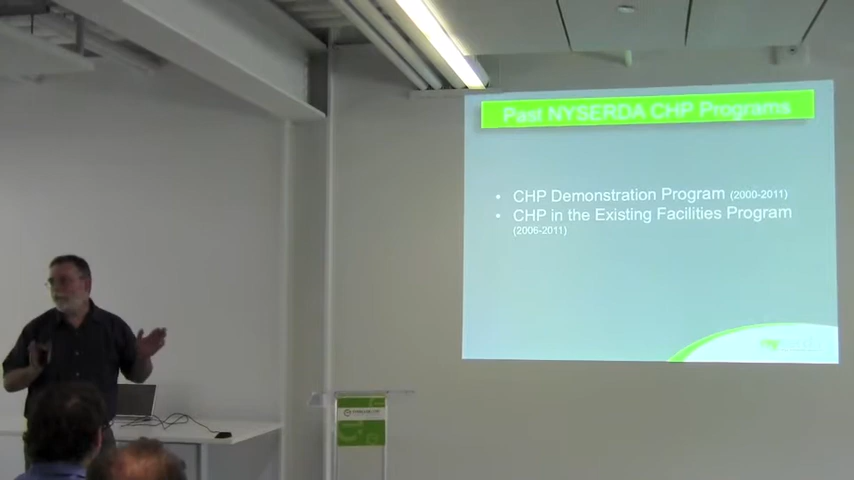 Past NYSERDA CHP Programs
• CHP Demonstration Program (2000-2011)
• CHP in the Existing Facilities Program
(2006-2011)